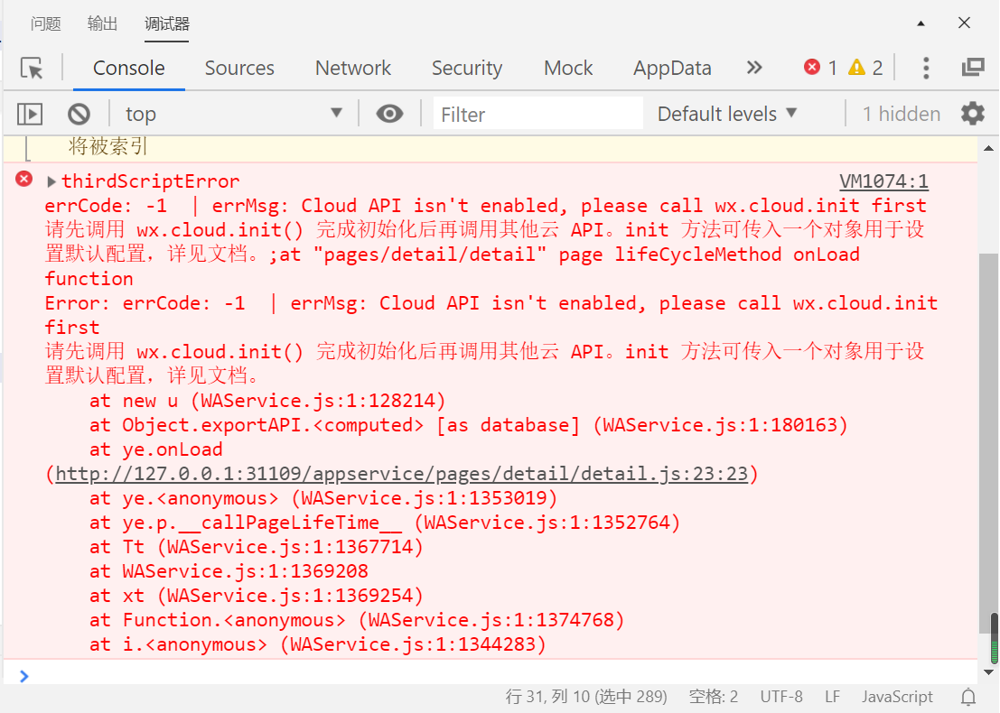 问题 输出 调试器
Console Sources Network Security Mock AppData 1 2
top Filter Default levels 1 hidden
将被索引
thirdScriptError VM1074:1
errCode: -1  | errMsg: Cloud API isn't enabled, please call wx.cloud.init first
请先调用 wx.cloud.init() 完成初始化后再调用其他云 API。init 方法可传入一个对象用于设
置默认配置，详见文档。;at "pages/detail/detail" page lifeCycleMethod onLoad
function
Error: errCode: -1  | errMsg: Cloud API isn't enabled, please call wx.cloud.init
first
请先调用 wx.cloud.init() 完成初始化后再调用其他云 API。init 方法可传入一个对象用于设
置默认配置，详见文档。
at new u (WAService.js:1:128214)
at Object.exportAPI.<computed> [as database] (WAService.js:1:180163)
at ye.onLoad
(http://127.0.0.1:31109/appservice/pages/detail/detail.js:23:23)
at ye.<anonymous> (WAService.js:1:1353019)
at ye.p.__callPageLifeTime__ (WAService.js:1:1352764)
at Tt (WAService.js:1:1367714)
at WAService.js:1:1369208
at xt (WAService.js:1:1369254)
at Function.<anonymous> (WAService.js:1:1374768)
at i.<anonymous> (WAService.js:1:1344283)
行 31, 列 10 (选中 289) 空格: 2 UTF-8 LF JavaScript